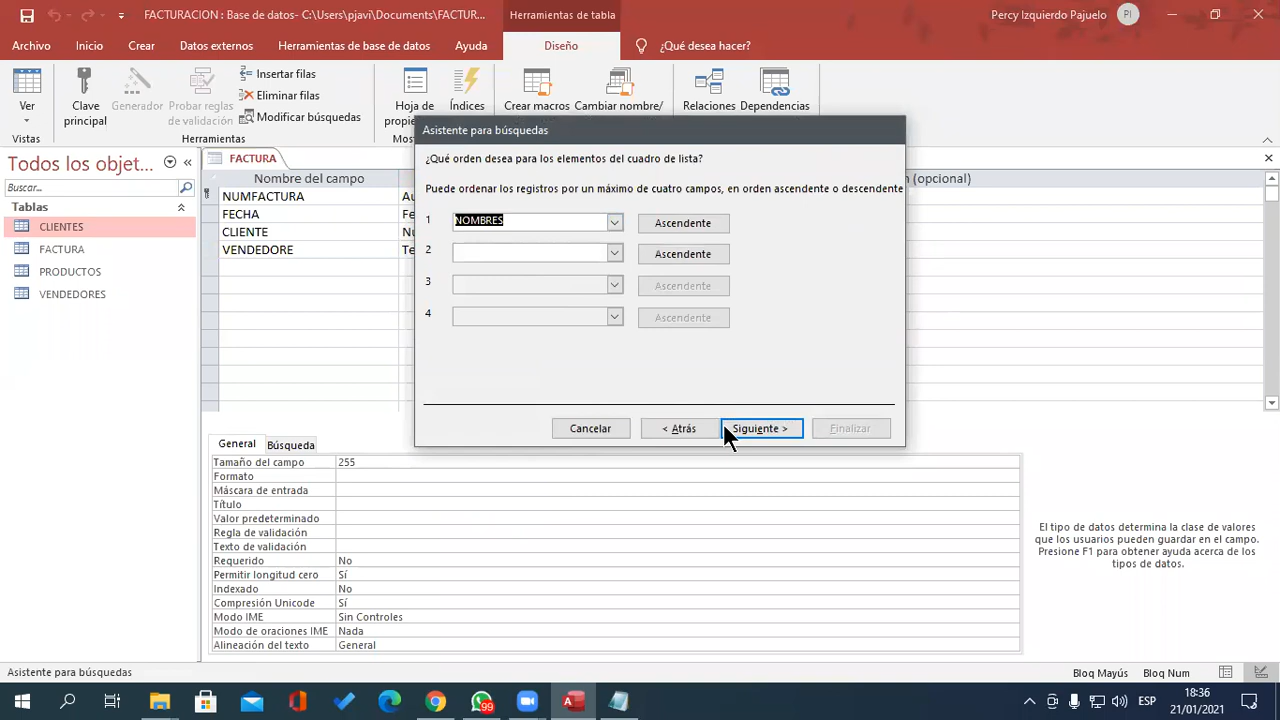 FACTURACION : Base de datos- C:\Users\pjavi\Documents\FACTUR...
Herramientas de tabla
Percy Izquierdo Pajuelo
PI
Archivo
Inicio
Crear
Datos externos
Herramientas de base de datos
Ayuda
Diseño
¿Qué desea hacer?
Ver
Clave principal
Generador
Probar reglas de validación
Insertar filas
Eliminar filas
Modificar búsquedas
Hoja de
propie
Índices
Crear macros
Cambiar nombre/
Relaciones
Dependencias
Vistas
Herramientas
Mos
Todos los objet...
Buscar...
Tablas
CLIENTES
FACTURA
PRODUCTOS
VENDEDORES
FACTURA
Nombre del campo
n (opcional)
NUMFACTURA
Au
FECHA
Fe
CLIENTE
Nu
VENDEDORE
Te
Asistente para búsquedas
¿Qué orden desea para los elementos del cuadro de lista?
Puede ordenar los registros por un máximo de cuatro campos, en orden ascendente o descendente
1 NOMBRES Ascendente
2 Ascendente
3 Ascendente
4 Ascendente
Cancelar
< Atrás
Siguiente >
Finalizar
General
Búsqueda
Tamaño del campo 255
Formato
Máscara de entrada
Título
Valor predeterminado
Regla de validación
Texto de validación
Requerido No
Permitir longitud cero Sí
Indexado No
Compresión Unicode Sí
Modo IME Sin Controles
Modo de oraciones IME Nada
Alineación del texto General
El tipo de datos determina la clase de valores
que los usuarios pueden guardar en el campo.
Presione F1 para obtener ayuda acerca de los
tipos de datos.
Asistente para búsquedas
Bloq Mayús
Bloq Num
99
ESP
18:36
21/01/2021